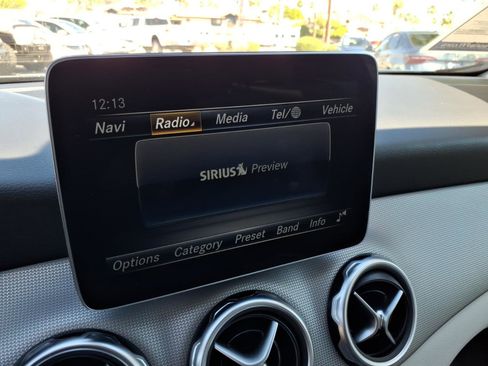 12:13
Navi Radio Media Tel/ Vehicle
SIRIUS Preview
Options Category Preset Band Info